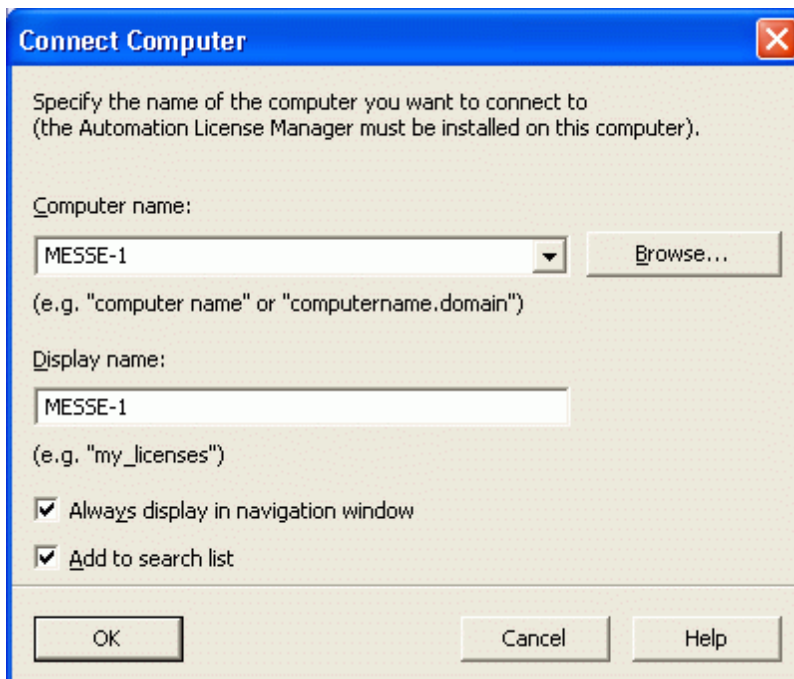 Connect Computer
Specify the name of the computer you want to connect to
(the Automation License Manager must be installed on this computer).
Computer name:
MESSE-1
Browse...
(e.g. "computer name" or "computername.domain")
Display name:
MESSE-1
(e.g. "my_licenses")
Always display in navigation window
Add to search list
OK Cancel Help